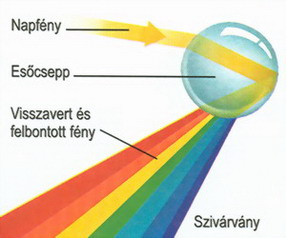 Napfény
Esőcsepp
Visszavert és
felbontott fény
Szivárvány